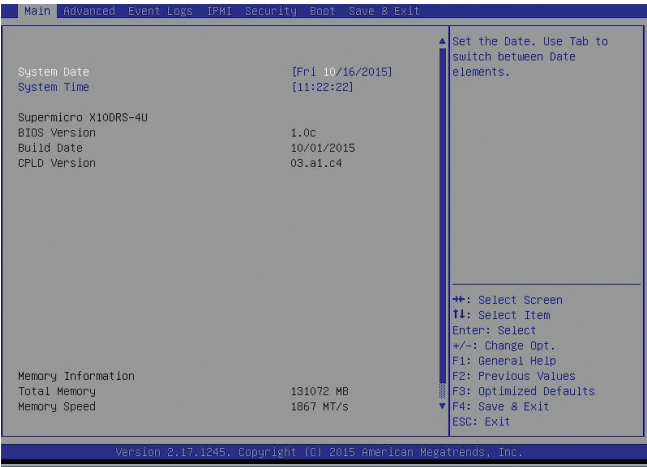 Main Advanced Event Logs IPMI Security Boot Save & Exit
System Date [Fri 10/16/2015]
System Time [11:22:22]
Supermicro X10DRS-4U
BIOS Version 1.0c
Build Date 10/01/2015
CPLD Version 03.a1.c4
Memory Information
Total Memory 131072 MB
Memory Speed 1867 MT/s
Set the Date. Use Tab to
switch between Date
elements.
→←: Select Screen
↑↓: Select Item
Enter: Select
+/-: Change Opt.
F1: General Help
F2: Previous Values
F3: Optimized Defaults
F4: Save & Exit
ESC: Exit
Version 2.17.1245. Copyright (C) 2015 American Megatrends, Inc.